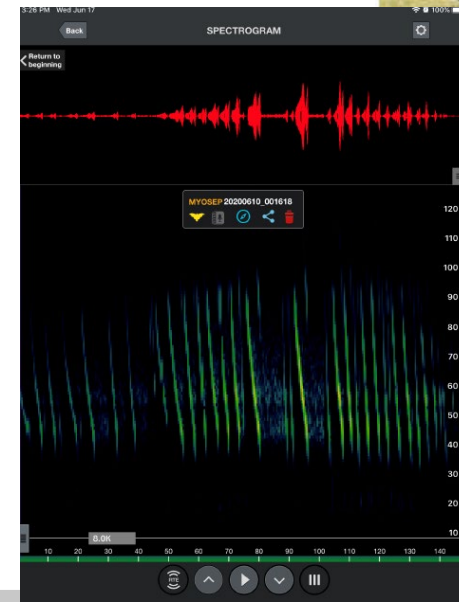 3:26 PM Wed Jun 17
100%
Back
SPECTROGRAM
Return to
beginning
MYOSEP 20200610_001618
120
110
100
90
80
70
60
50
40
30
20
10
8.0K
10 20 30 40 50 60 70 80 90 100 110 120 130 140
RTE